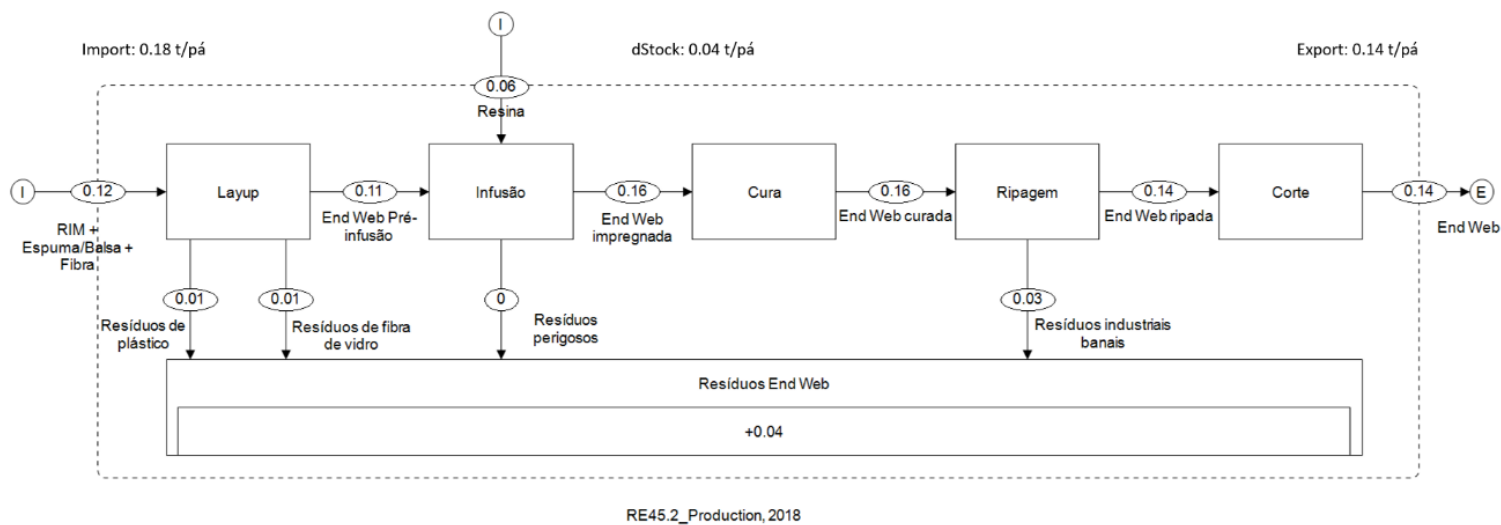 I
Import: 0.18 t/pá
dStock: 0.04 t/pá
Export: 0.14 t/pá
0.06
Resina
I
0.12
RIM +
Espuma/Balsa +
Fibra
Layup
0.11
End Web Pré-
infusão
Infusão
0.16
End Web
impregnada
Cura
0.16
End Web curada
Ripagem
0.14
End Web ripada
Corte
0.14
E
End Web
0.01
Resíduos de
plástico
0.01
Resíduos de fibra
de vidro
0
Resíduos
perigosos
0.03
Resíduos industriais
banais
Resíduos End Web
+0.04
RE45.2_Production, 2018